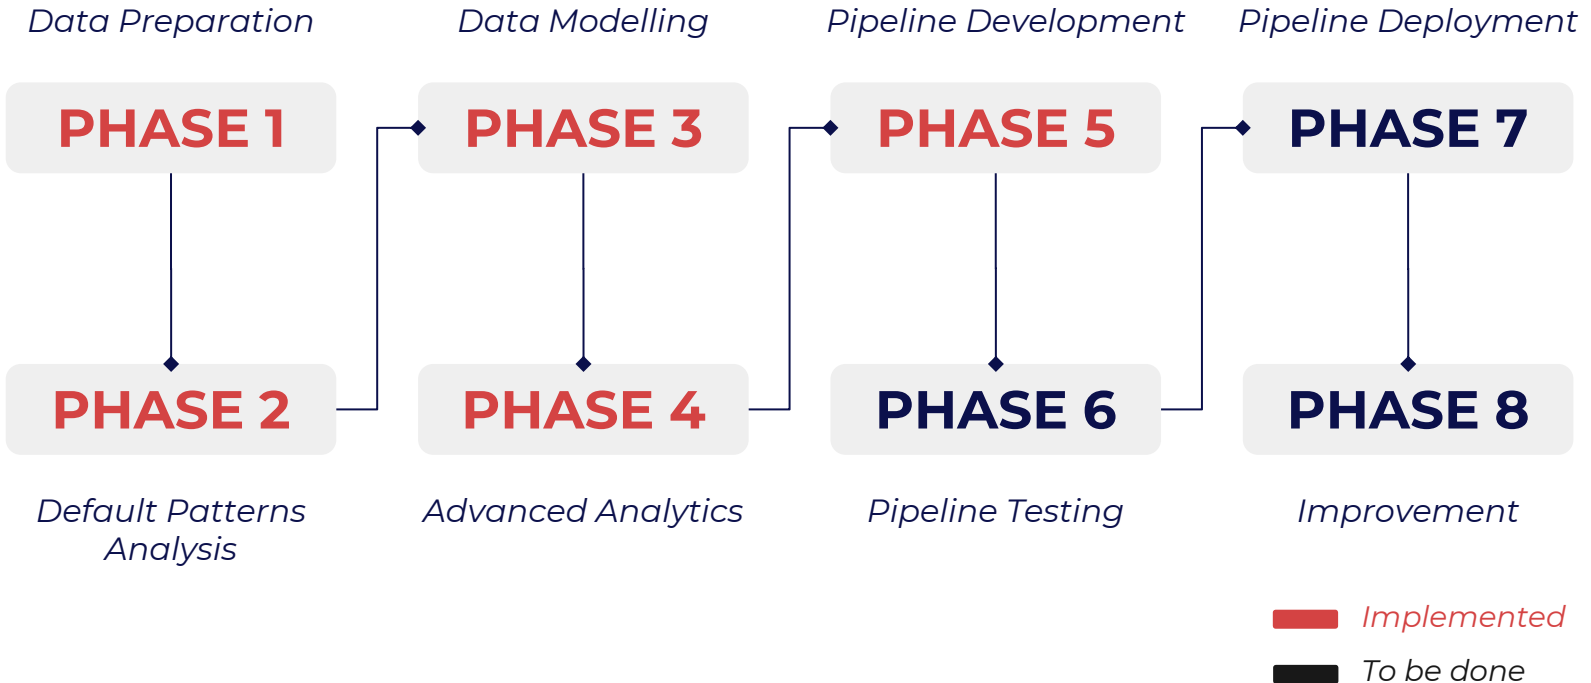 Data Preparation
Data Modelling
Pipeline Development
Pipeline Deployment
PHASE 1
PHASE 3
PHASE 5
PHASE 7
PHASE 2
PHASE 4
PHASE 6
PHASE 8
Default Patterns
Analysis
Advanced Analytics
Pipeline Testing
Improvement
Implemented
To be done